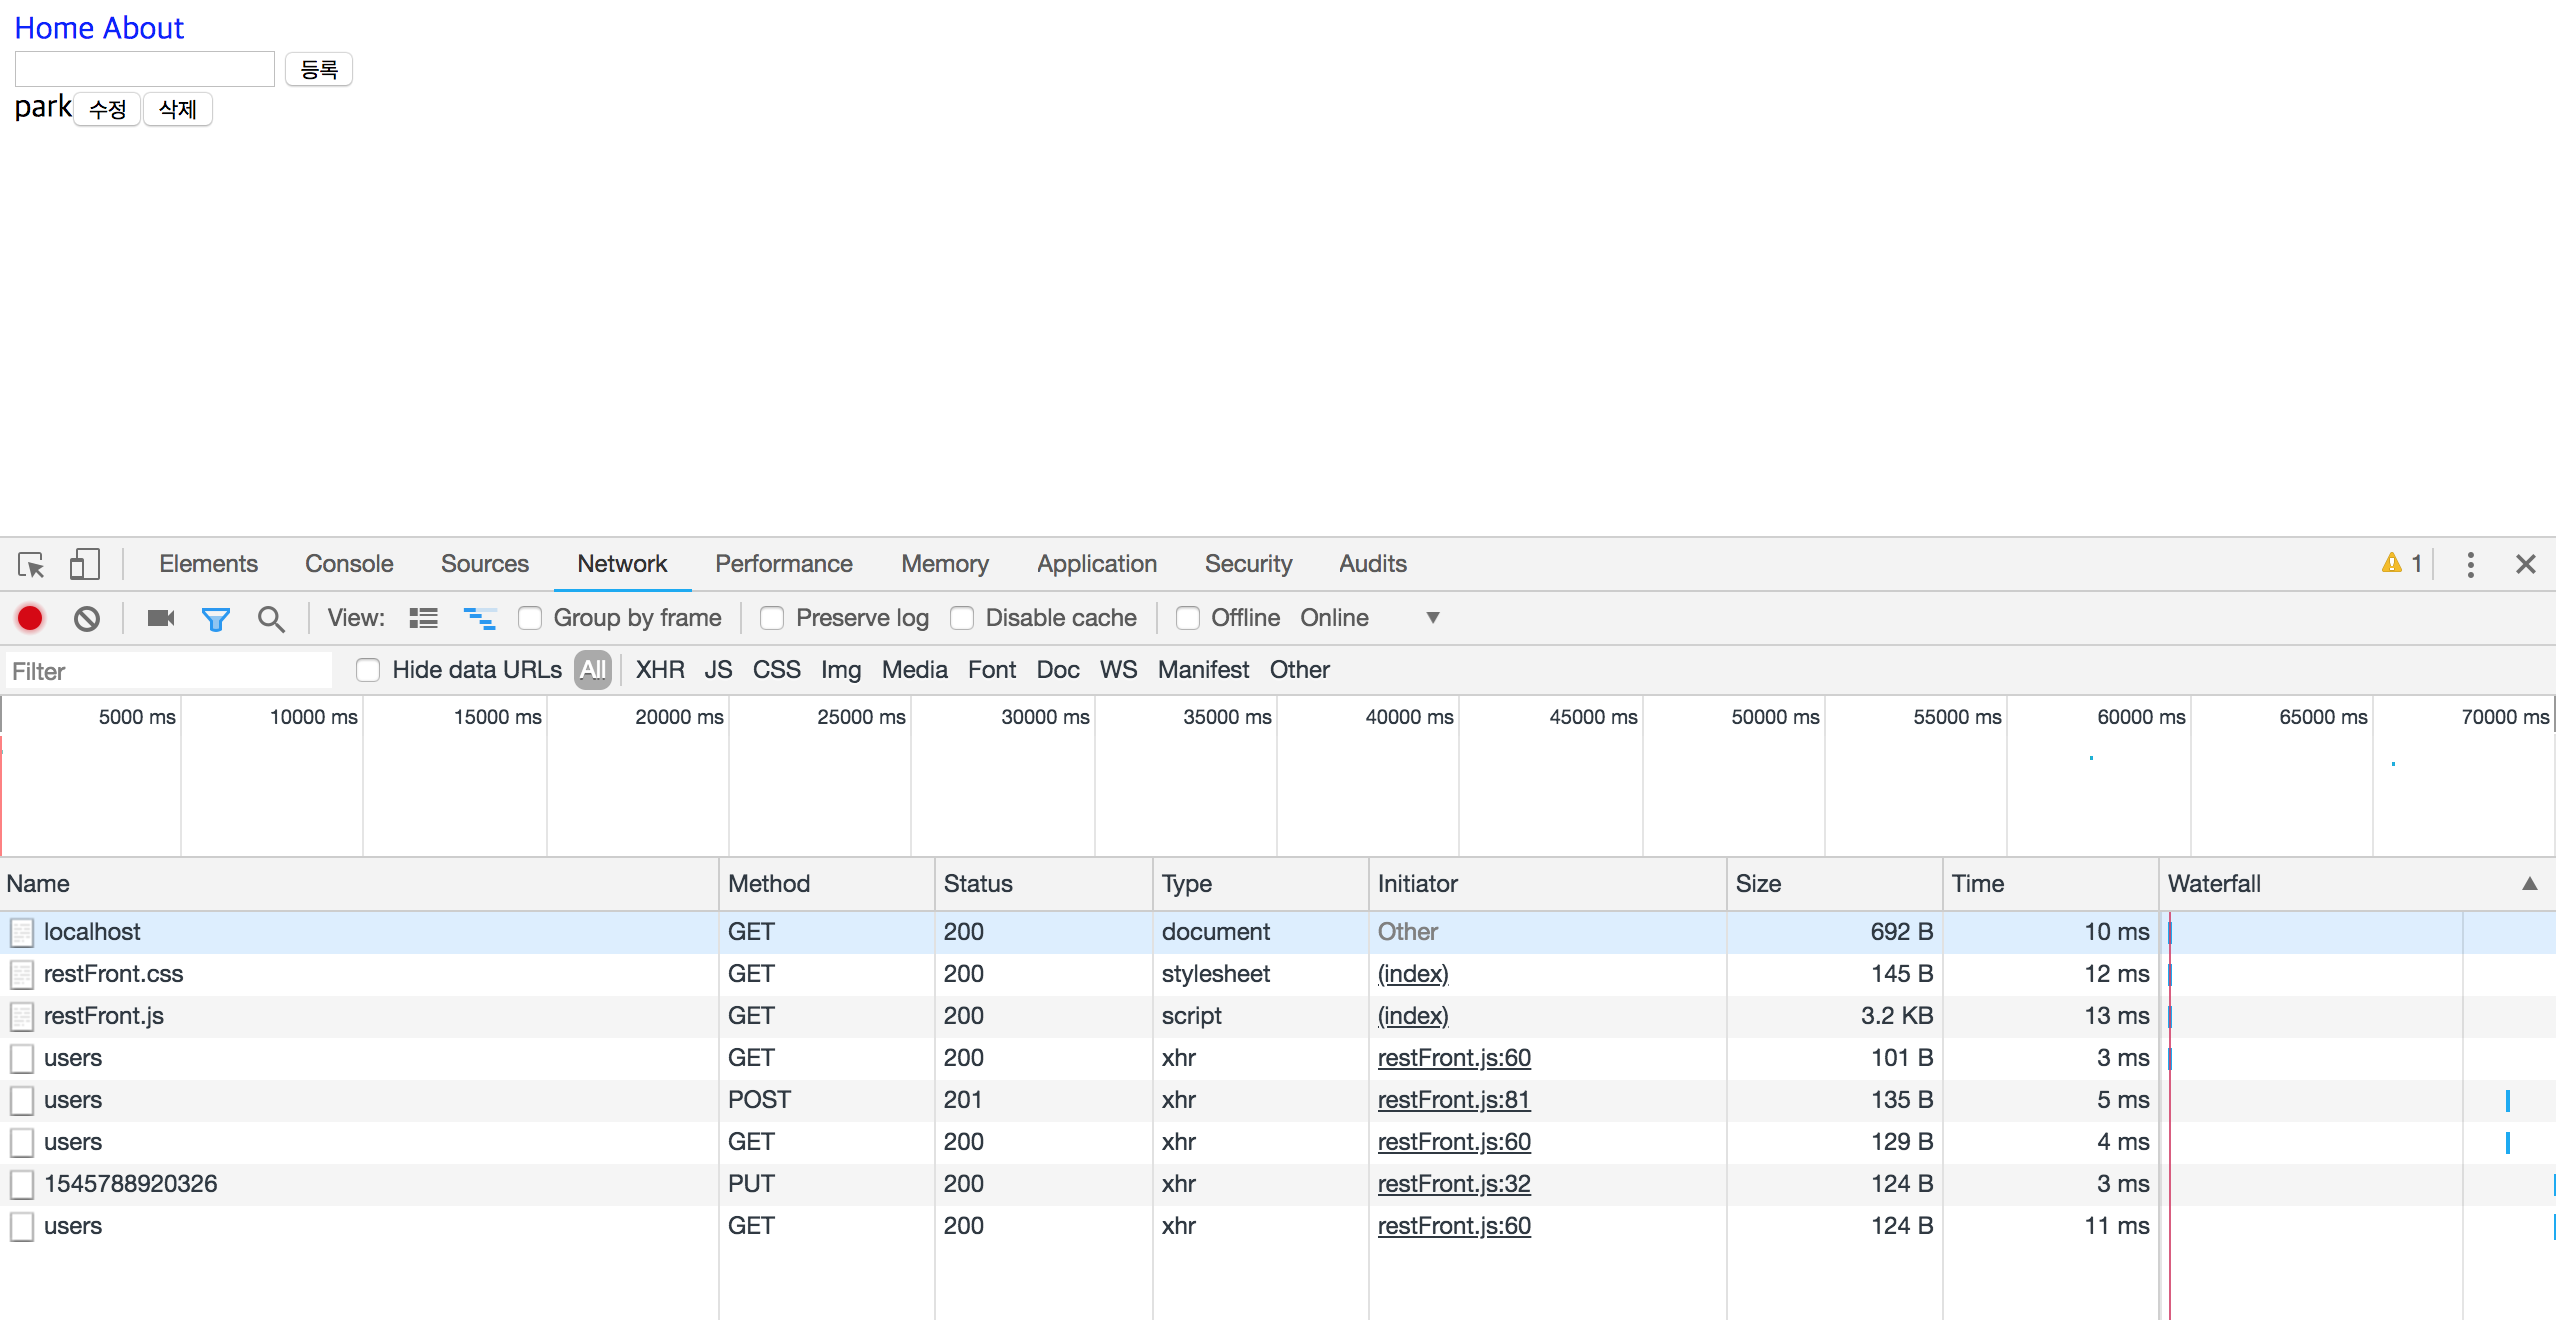 Home About
등록
park 수정 삭제
Elements Console Sources Network Performance Memory Application Security Audits 1
View: Group by frame Preserve log Disable cache Offline Online
Filter Hide data URLs All XHR JS CSS Img Media Font Doc WS Manifest Other
5000 ms 10000 ms 15000 ms 20000 ms 25000 ms 30000 ms 35000 ms 40000 ms 45000 ms 50000 ms 55000 ms 60000 ms 65000 ms 70000 ms
Name Method Status Type Initiator Size Time Waterfall
localhost GET 200 document Other 692 B 10 ms
restFront.css GET 200 stylesheet (index) 145 B 12 ms
restFront.js GET 200 script (index) 3.2 KB 13 ms
users GET 200 xhr restFront.js:60 101 B 3 ms
users POST 201 xhr restFront.js:81 135 B 5 ms
users GET 200 xhr restFront.js:60 129 B 4 ms
1545788920326 PUT 200 xhr restFront.js:32 124 B 3 ms
users GET 200 xhr restFront.js:60 124 B 11 ms